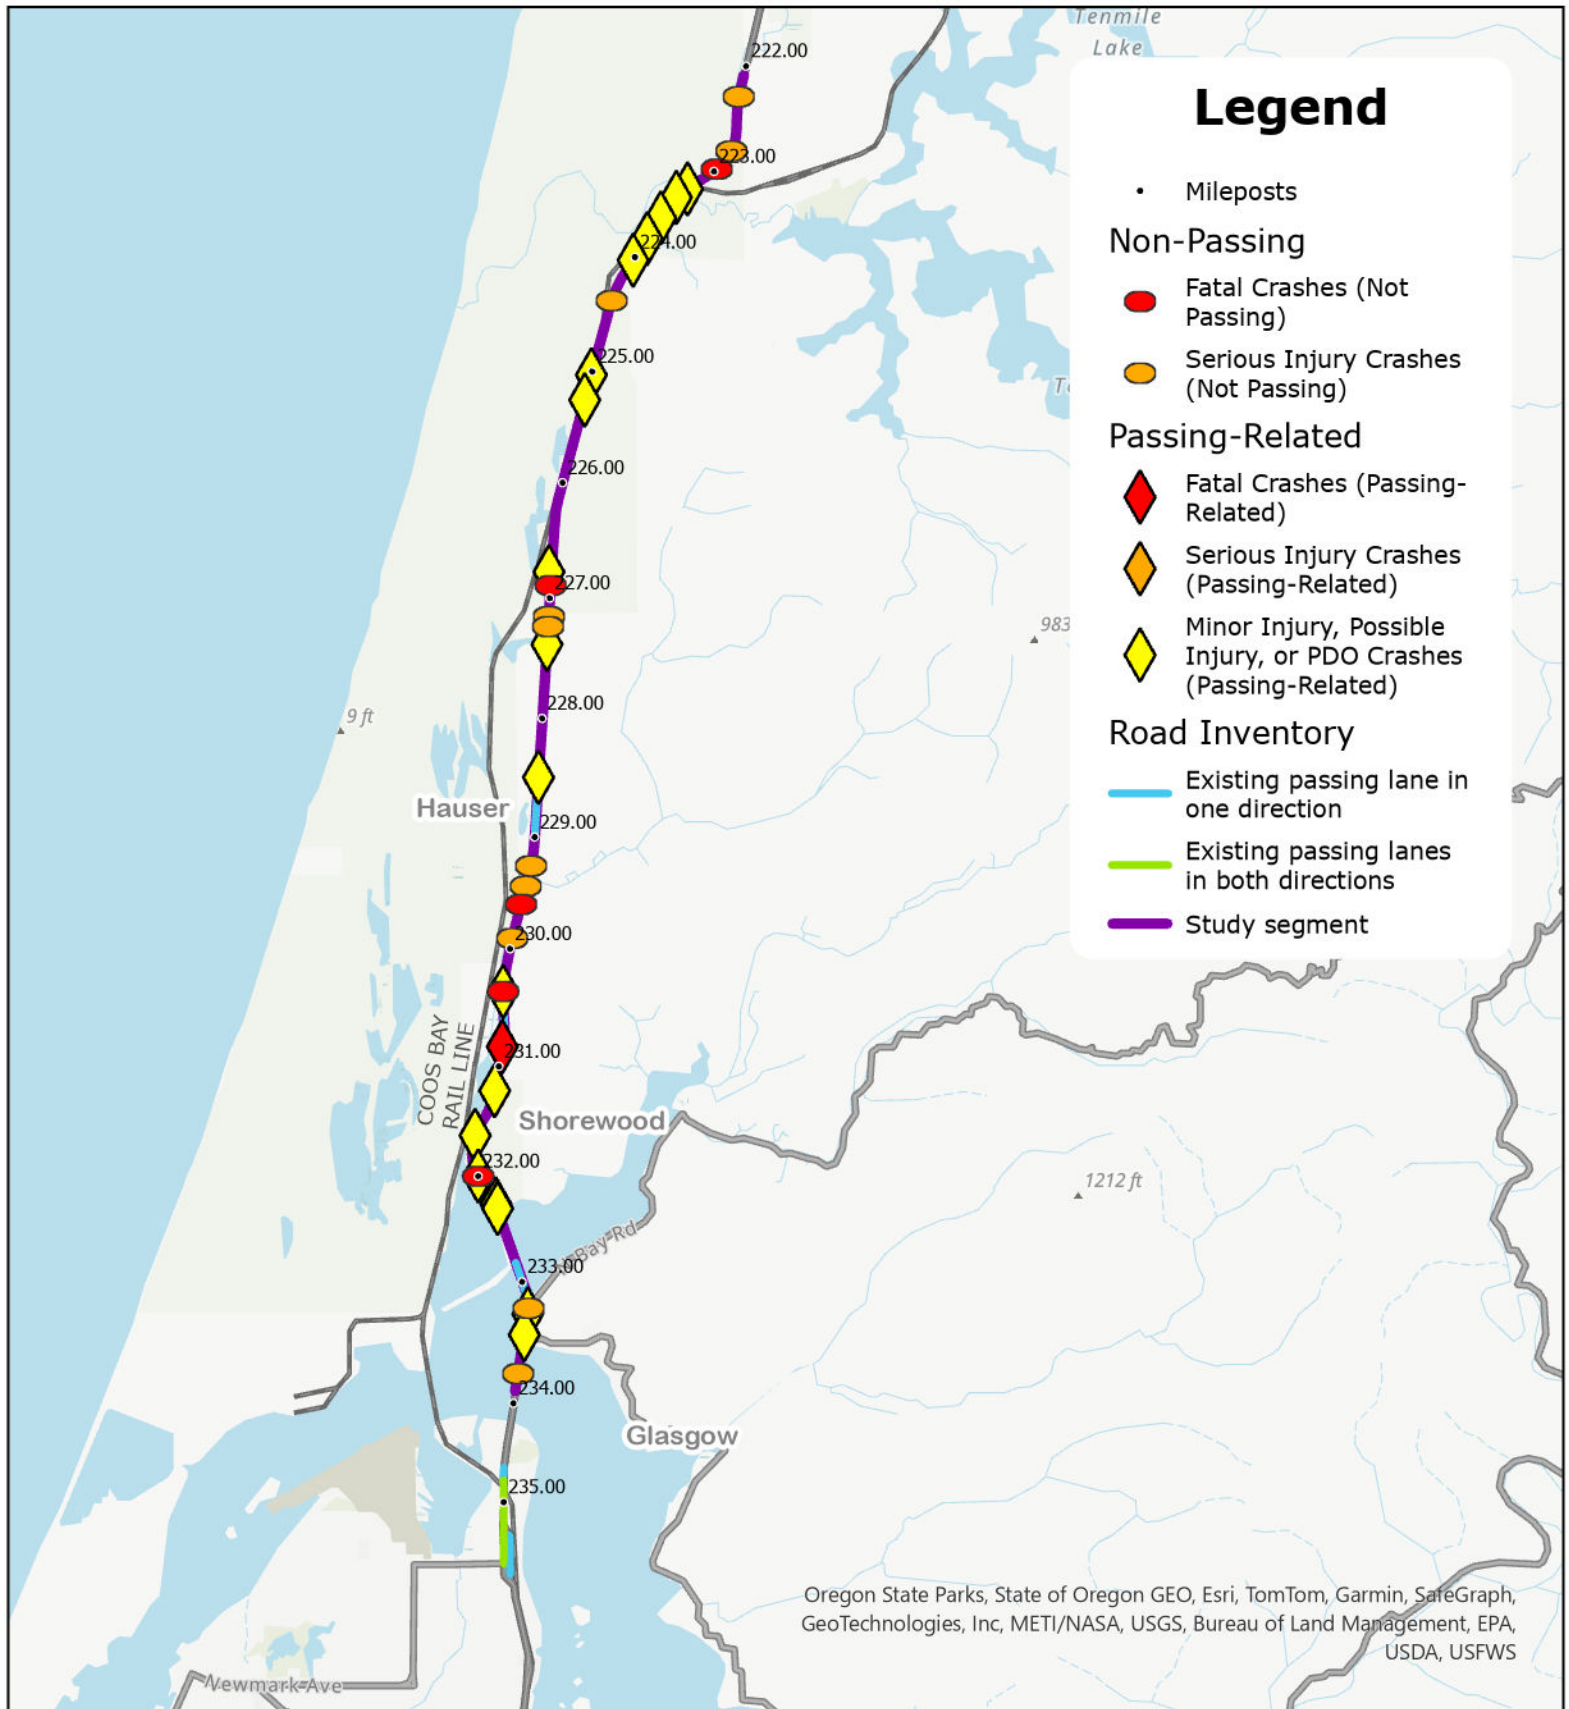 Tenmile
Lake
222.00
Legend
223.00
Mileposts
224.00
Non-Passing
Fatal Crashes (Not
Passing)
225.00
Serious Injury Crashes
(Not Passing)
Passing-Related
226.00
Fatal Crashes (Passing-
Related)
227.00
Serious Injury Crashes
(Passing-Related)
983
Minor Injury, Possible
Injury, or PDO Crashes
(Passing-Related)
228.00
9 ft
Road Inventory
Existing passing lane in
one direction
Hauser
229.00
Existing passing lanes
in both directions
Study segment
230.00
COOS BAY
RAIL LINE
231.00
Shorewood
232.00
1212 ft
Bay Rd
233.00
234.00
Glasgow
235.00
Oregon State Parks, State of Oregon GEO, Esri, TomTom, Garmin, SafeGraph,
GeoTechnologies, Inc, METI/NASA, USGS, Bureau of Land Management, EPA,
USDA, USFWS
Newmark Ave